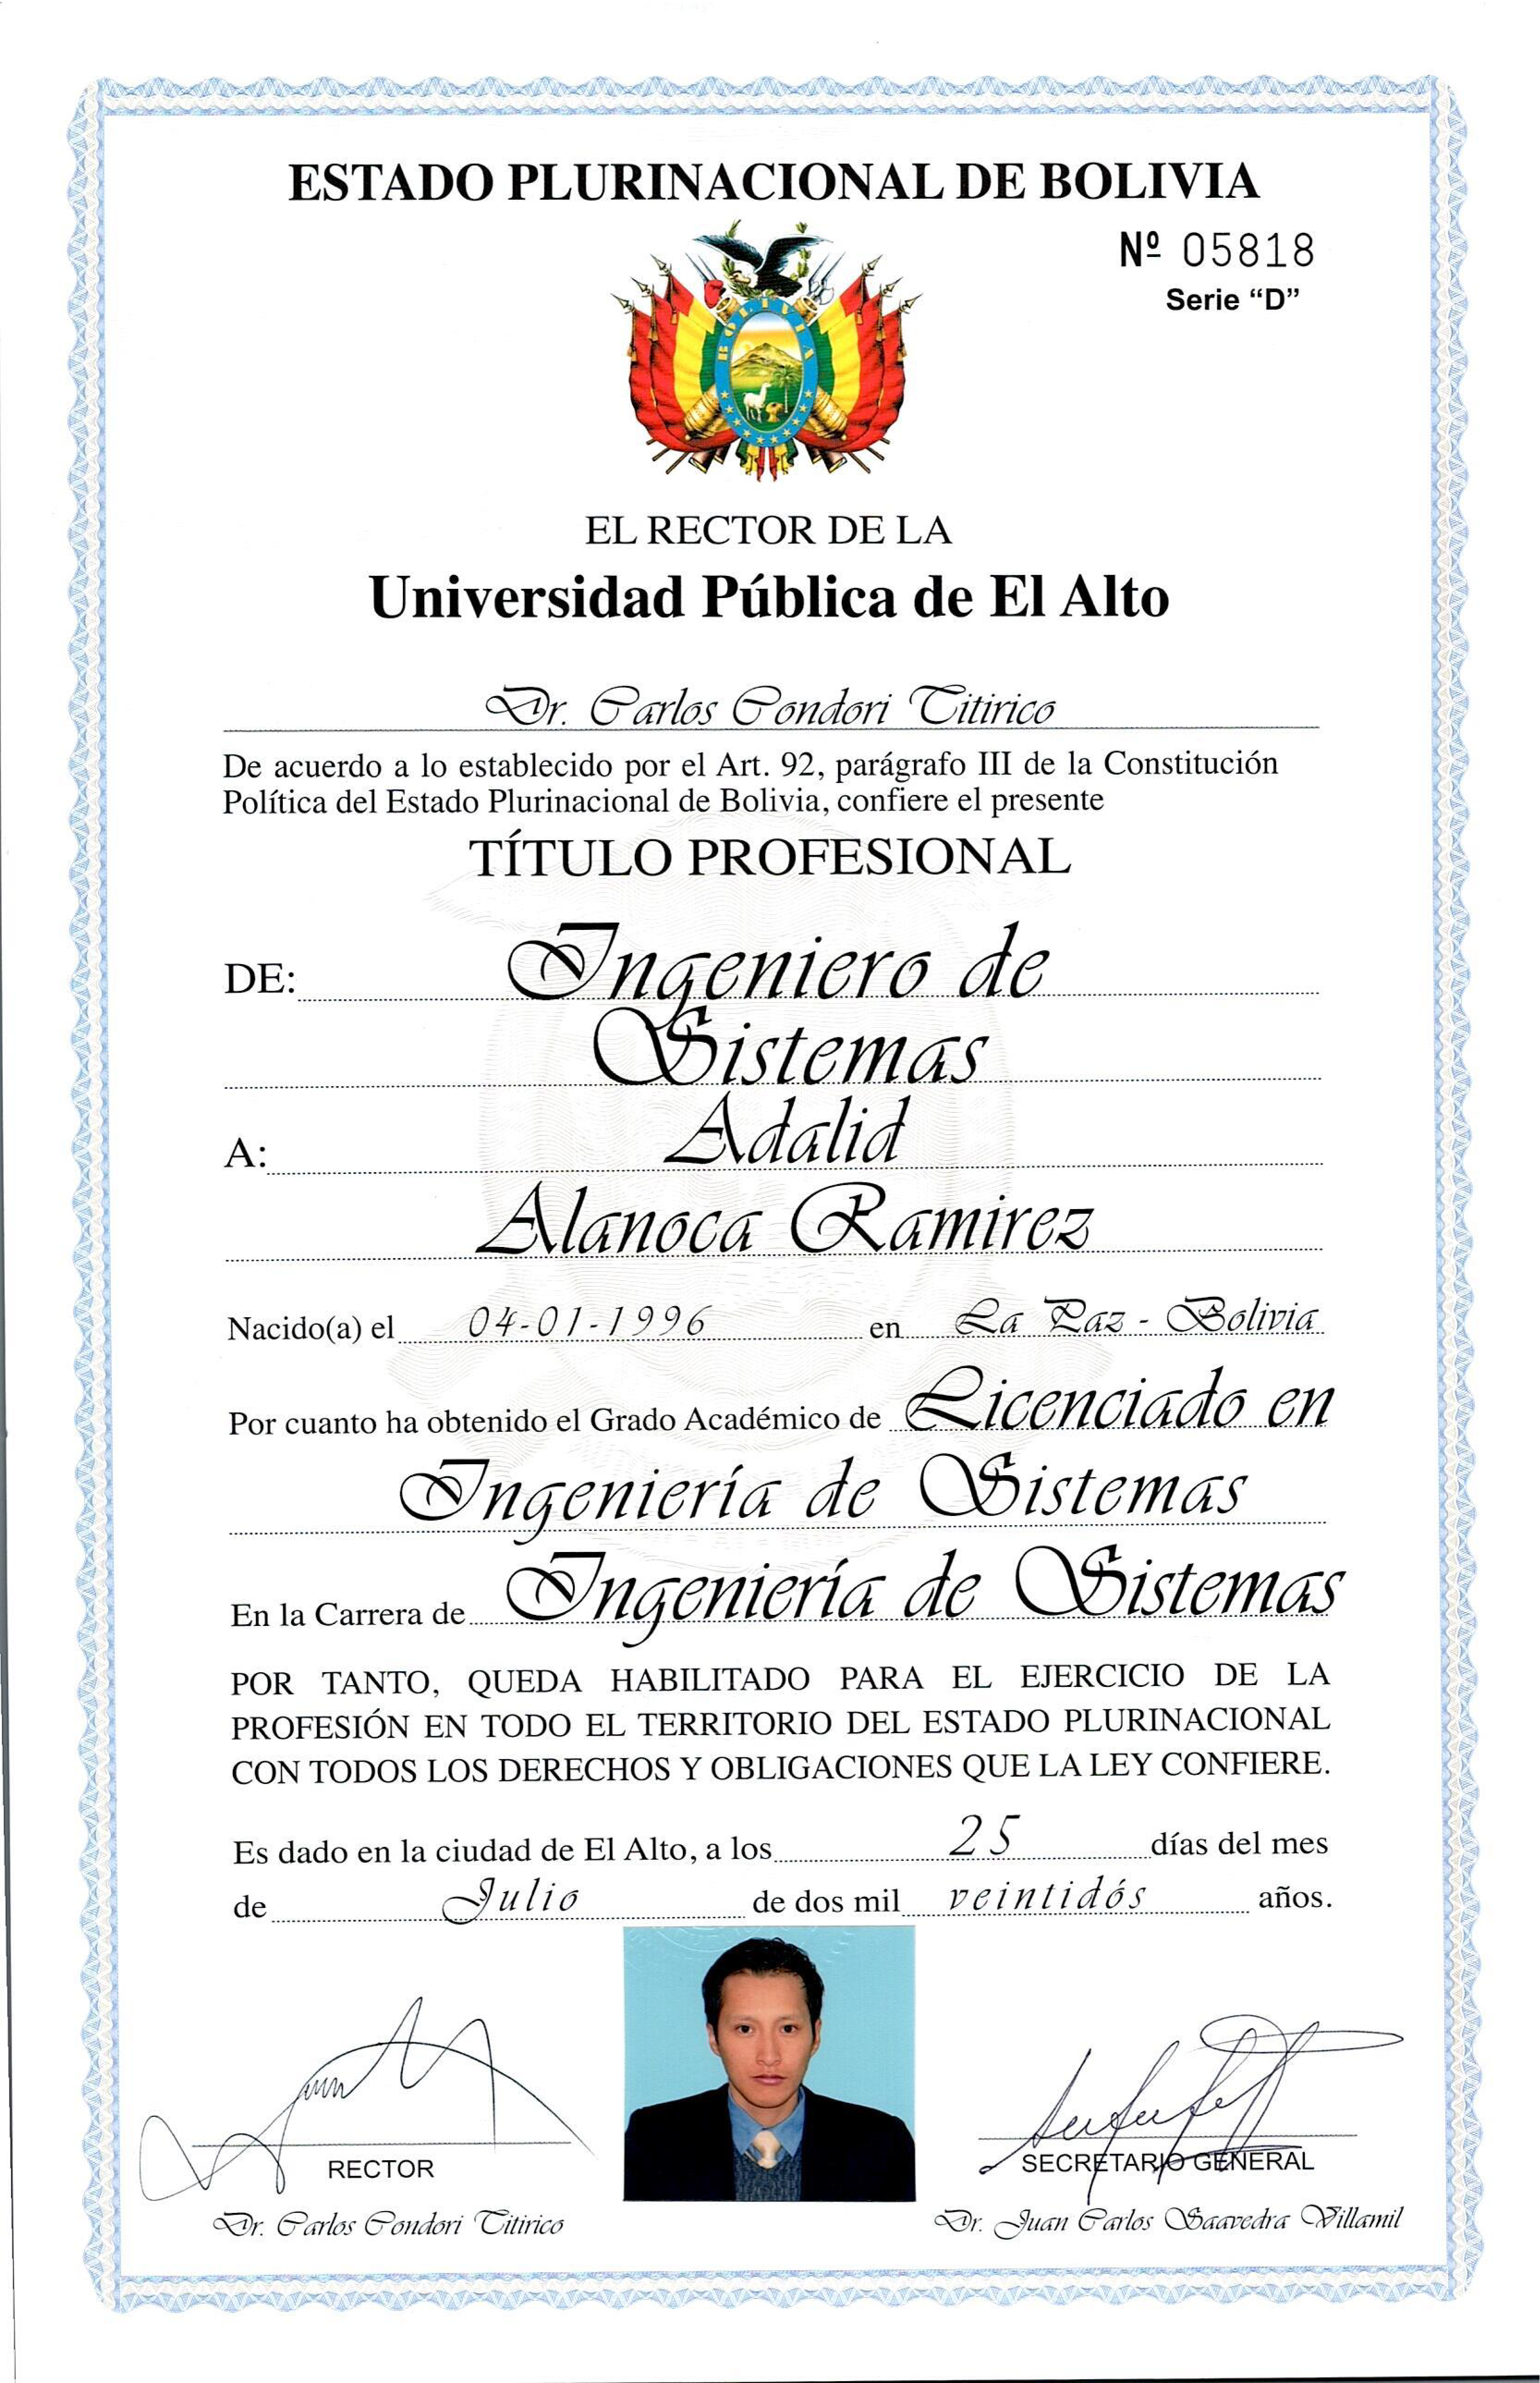 ESTADO PLURINACIONAL DE BOLIVIA
Nº 05818
Serie “D”
BOLIVIA
EL RECTOR DE LA
Universidad Pública de El Alto
Dr. Carlos Condori Titirico
De acuerdo a lo establecido por el Art. 92, parágrafo III de la Constitución
Política del Estado Plurinacional de Bolivia, confiere el presente
TÍTULO PROFESIONAL
DE: Ingeniero de
Sistemas
A: Adalid
Alanoca Ramirez
Nacido(a) el 04-01-1996 en La Paz - Bolivia
Por cuanto ha obtenido el Grado Académico de Licenciado en
Ingeniería de Sistemas
En la Carrera de Ingeniería de Sistemas
POR TANTO, QUEDA HABILITADO PARA EL EJERCICIO DE LA
PROFESIÓN EN TODO EL TERRITORIO DEL ESTADO PLURINACIONAL
CON TODOS LOS DERECHOS Y OBLIGACIONES QUE LA LEY CONFIERE.
Es dado en la ciudad de El Alto, a los 25 días del mes
de Julio de dos mil veintidós años.
RECTOR
Dr. Carlos Condori Titirico
SECRETARIO GENERAL
Dr. Juan Carlos Saavedra Villamil